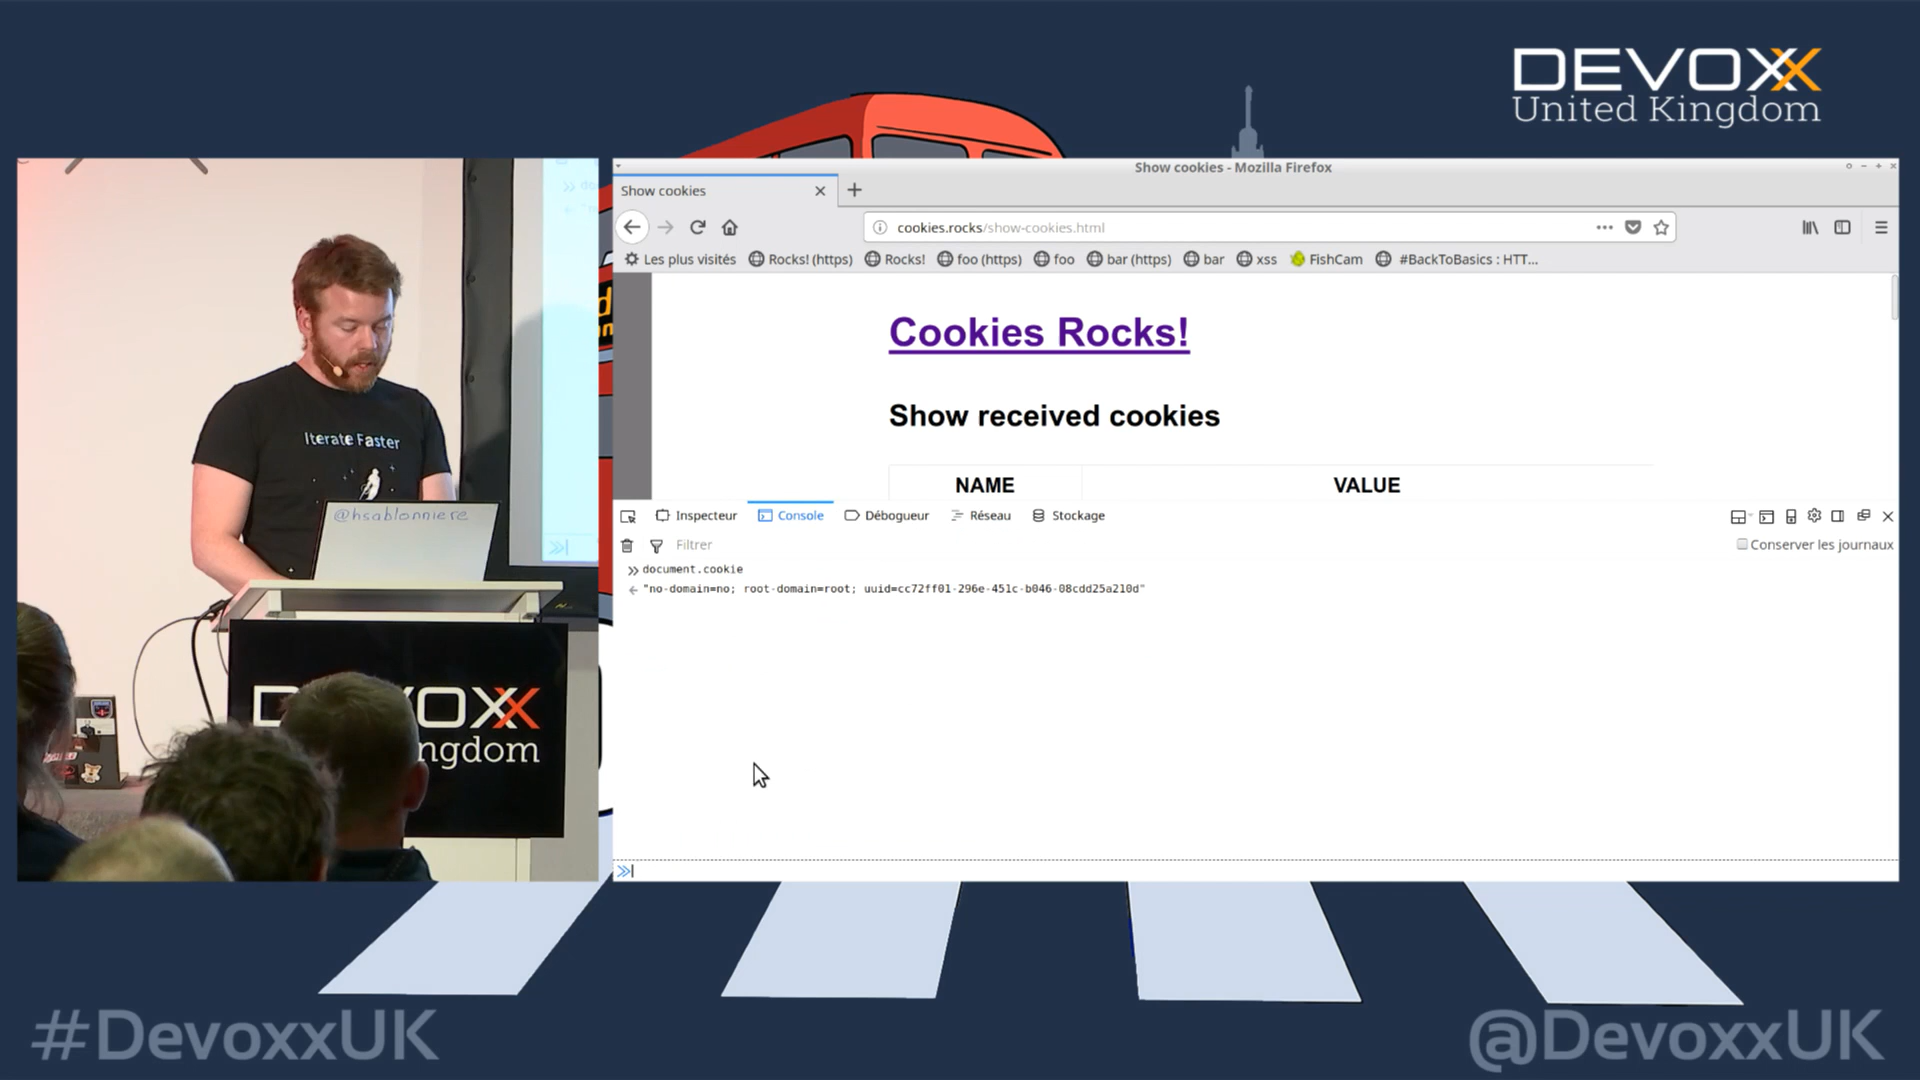 DEVOXX
United Kingdom
Show cookies - Mozilla Firefox
Show cookies
cookies.rocks/show-cookies.html
Les plus visités Rocks! (https) Rocks! foo (https) foo bar (https) bar xss FishCam #BackToBasics : HTT...
Cookies Rocks!
Show received cookies
NAME VALUE
Inspecteur Console Débogueur Réseau Stockage
Filtrer
Conserver les journaux
document.cookie
"no-domain=no; root-domain=root; uuid=cc72ff01-296e-451c-b046-08cdd25a210d"
Iterate Faster
@hsablonniere
#DevoxxUK
@DevoxxUK